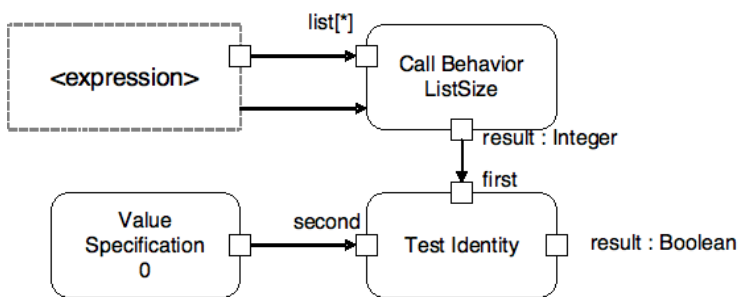 list[*]
<expression>
Call Behavior
ListSize
result : Integer
first
Value
Specification
0
second
Test Identity
result : Boolean